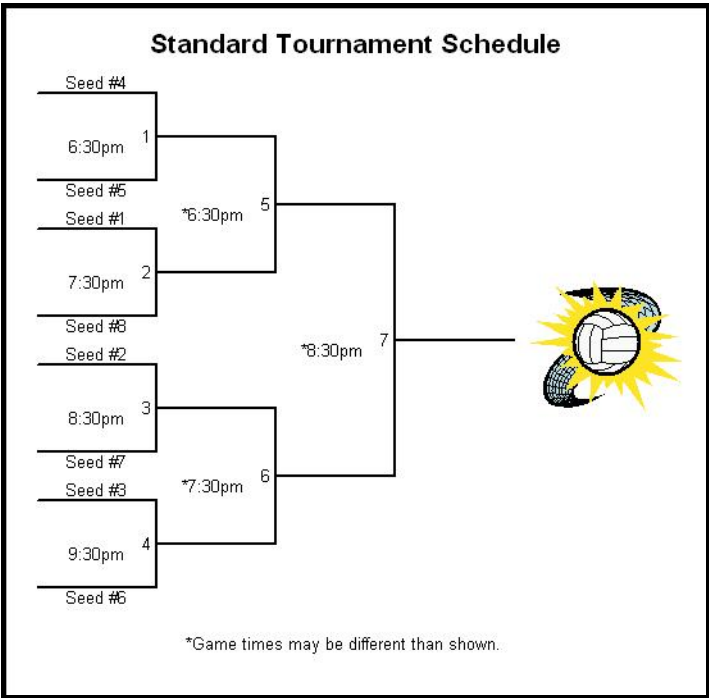 Standard Tournament Schedule
Seed #4
6:30pm 1
Seed #5
Seed #1
*6:30pm 5
7:30pm 2
Seed #8
Seed #2
*8:30pm 7
8:30pm 3
Seed #7
Seed #3
*7:30pm 6
9:30pm 4
Seed #6
*Game times may be different than shown.